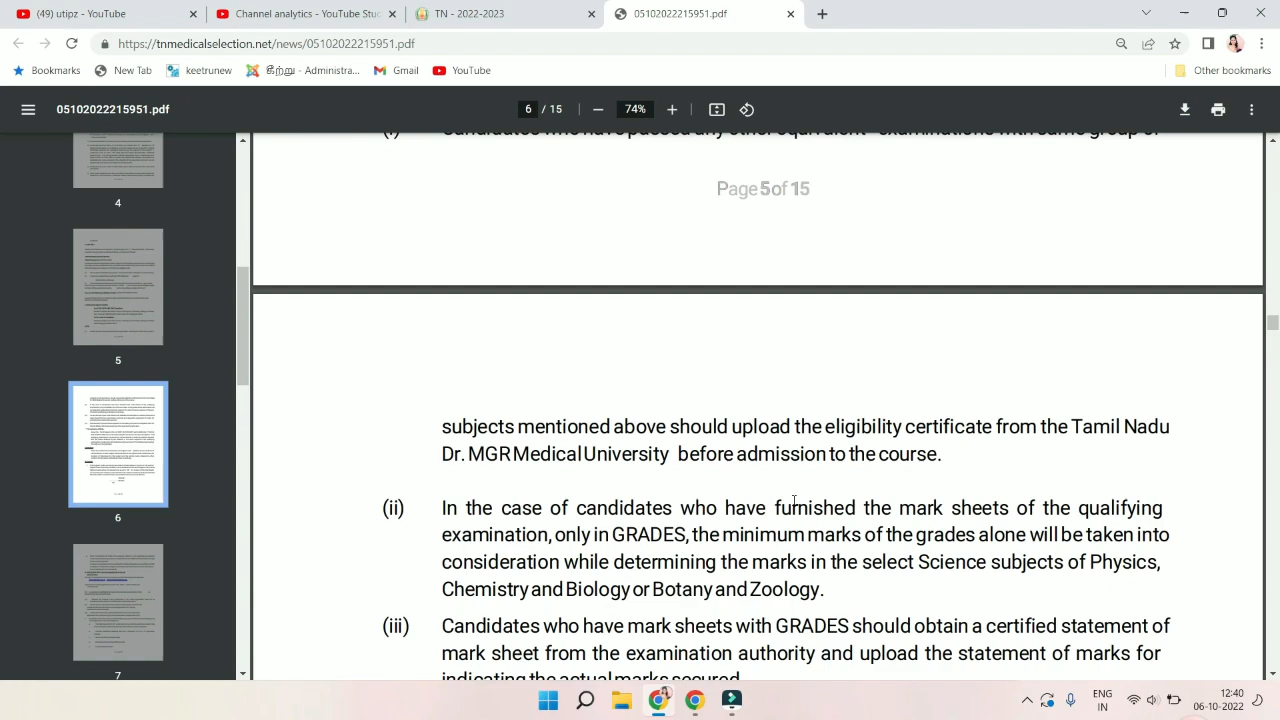 (49) utipz - YouTube
Channel analytics - YouTube Stu
TN - 2022-2023
05102022215951.pdf
https://tnmedicalselection.net/news/05102022215951.pdf
Bookmarks
New Tab
keetrunew
Administra...
Gmail
YouTube
Other bookmarks
05102022215951.pdf
6 / 15
74%
Page 5 of 15
4
5
6
7
subjects mentioned above should upload the eligibility certificate from the Tamil Nadu
Dr. MGR Medical University before admission to the course.
(ii) In the case of candidates who have furnished the mark sheets of the qualifying
examination, only in GRADES, the minimum marks of the grades alone will be taken into
consideration while determining the marks in the select Science subjects of Physics,
Chemistry and Biology or Botany and Zoology.
(iii) Candidates who have mark sheets with GRADES should obtain a certified statement of
mark sheet from the examination authority and upload the statement of marks for
indicating the actual marks secured
ENG
IN
12:40
06-10-2022